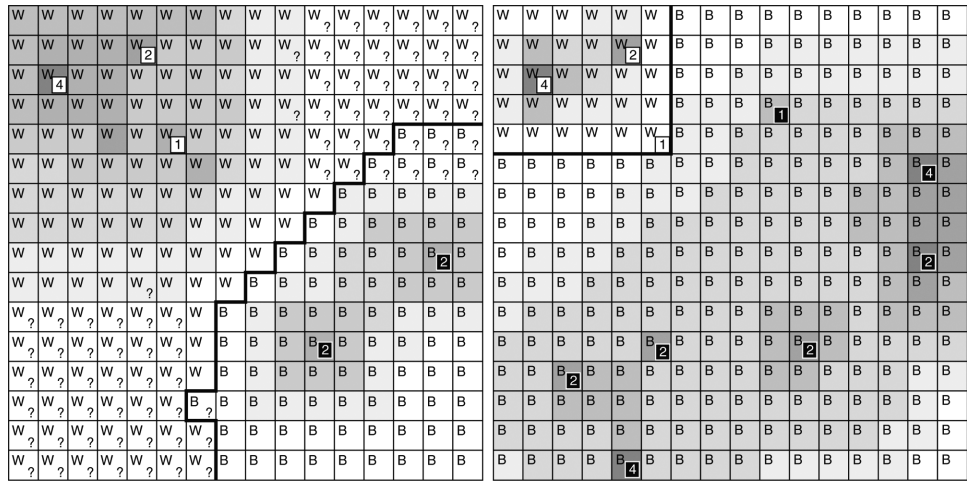 W W W W W W W W W W W? W? W? W? W? W? W W W W W W B B B B B B B B B B
W W W W W 2 W W W W W? W? W? W? W? W? W? W W W W W 2 W B B B B B B B B B B
W W 4 W W W W W W W W W? W? W? W? W? W? W W 4 W W W W B B B B B B B B B B
W W W W W W W W W W? W? W? W? W? W? W? W W W W W W B B B B 1 B B B B B B
W W W W W W 1 W W W W W? W? W? B? B? B? W W W W W W 1 B B B B B B B B B B
W W W W W W W W W W W? W? B? B? B? B? B B B B B B B B B B B B B B B 4 B
W W W W W W W W W W W B B B B B B B B B B B B B B B B B B B B B
W W W W W W W W W W B B B B B B B B B B B B B B B B B B B B B B
W W W W W W W W W B B B B B B 2 B B B B B B B B B B B B B B B B 2 B
W W W W W? W W W B B B B B B B B B B B B B B B B B B B B B B B B
W? W? W? W? W? W? W? B B B B B B B B B B B B B B B B B B B B B B B B B
W? W? W? W? W? W? W? B B B B 2 B B B B B B B B B B B 2 B B B B B 2 B B B B B
W? W? W? W? W? W? W B B B B B B B B B B B B 2 B B B B B B B B B B B B B
W? W? W? W? W? W? B? B B B B B B B B B B B B B B B B B B B B B B B B B
W? W? W? W? W? W? W? B B B B B B B B B B B B B B B B B B B B B B B B B
W? W? W? W? W? W? W? B B B B B B B B B B B B B B 4 B B B B B B B B B B B